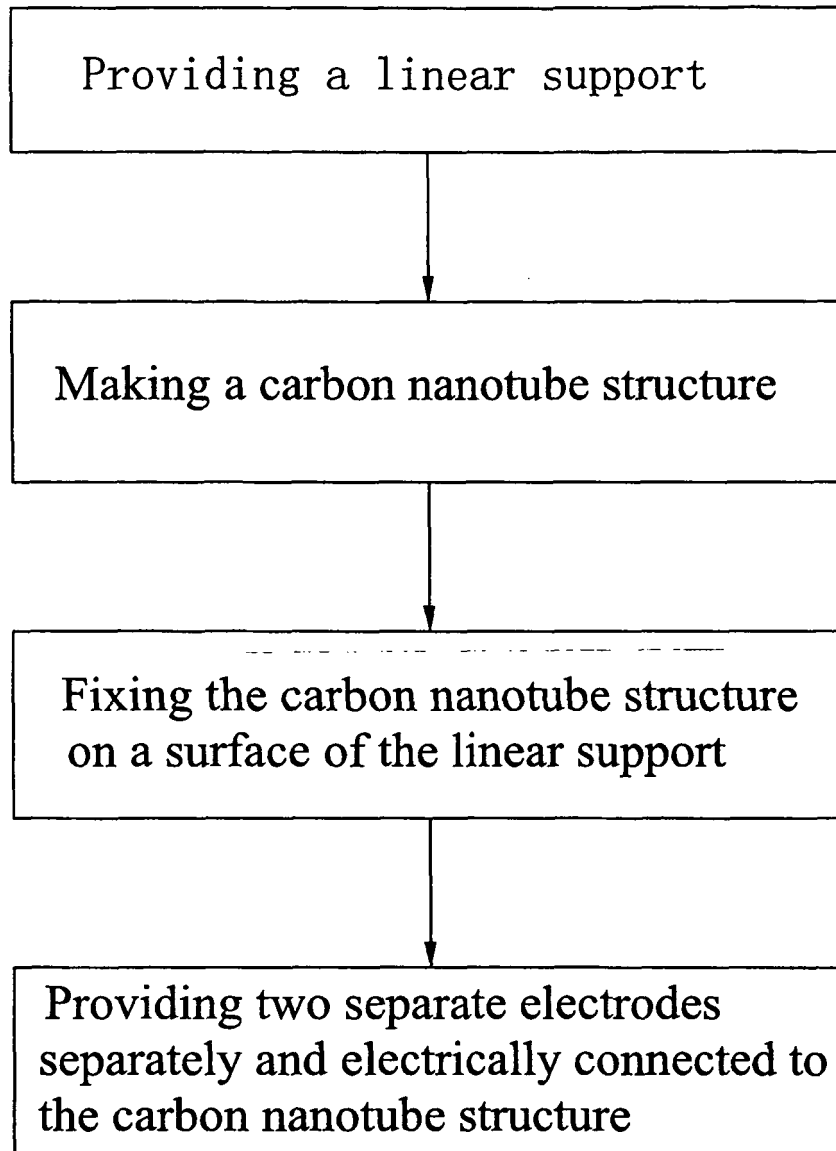 Providing a linear support
Making a carbon nanotube structure
Fixing the carbon nanotube structure
on a surface of the linear support
Providing two separate electrodes
separately and electrically connected to
the carbon nanotube structure